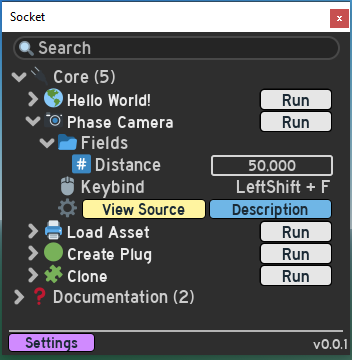 Socket x
Search
Core (5)
Hello World! Run
Phase Camera Run
Fields
# Distance 50.000
Keybind LeftShift + F
View Source Description
Load Asset Run
Create Plug Run
Clone Run
? Documentation (2)
Settings v0.0.1